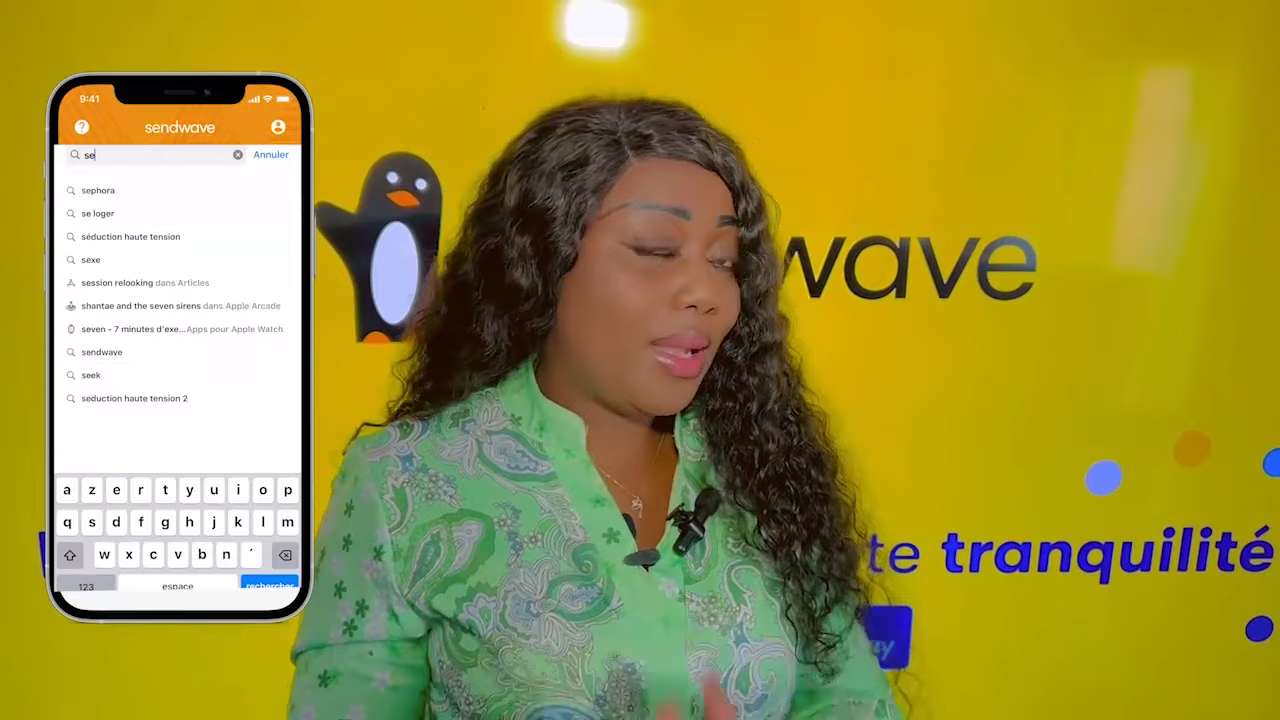 9:41
sendwave
se
Annuler
sephora
se loger
séduction haute tension
sexe
session relooking dans Articles
shantae and the seven sirens dans Apple Arcade
seven - 7 minutes d'exe...Apps pour Apple Watch
sendwave
seek
seduction haute tension 2
a z e r t y u i o p
q s d f g h j k l m
w x c v b n ´
123 espace rechercher
wave
te tranquilité
ay